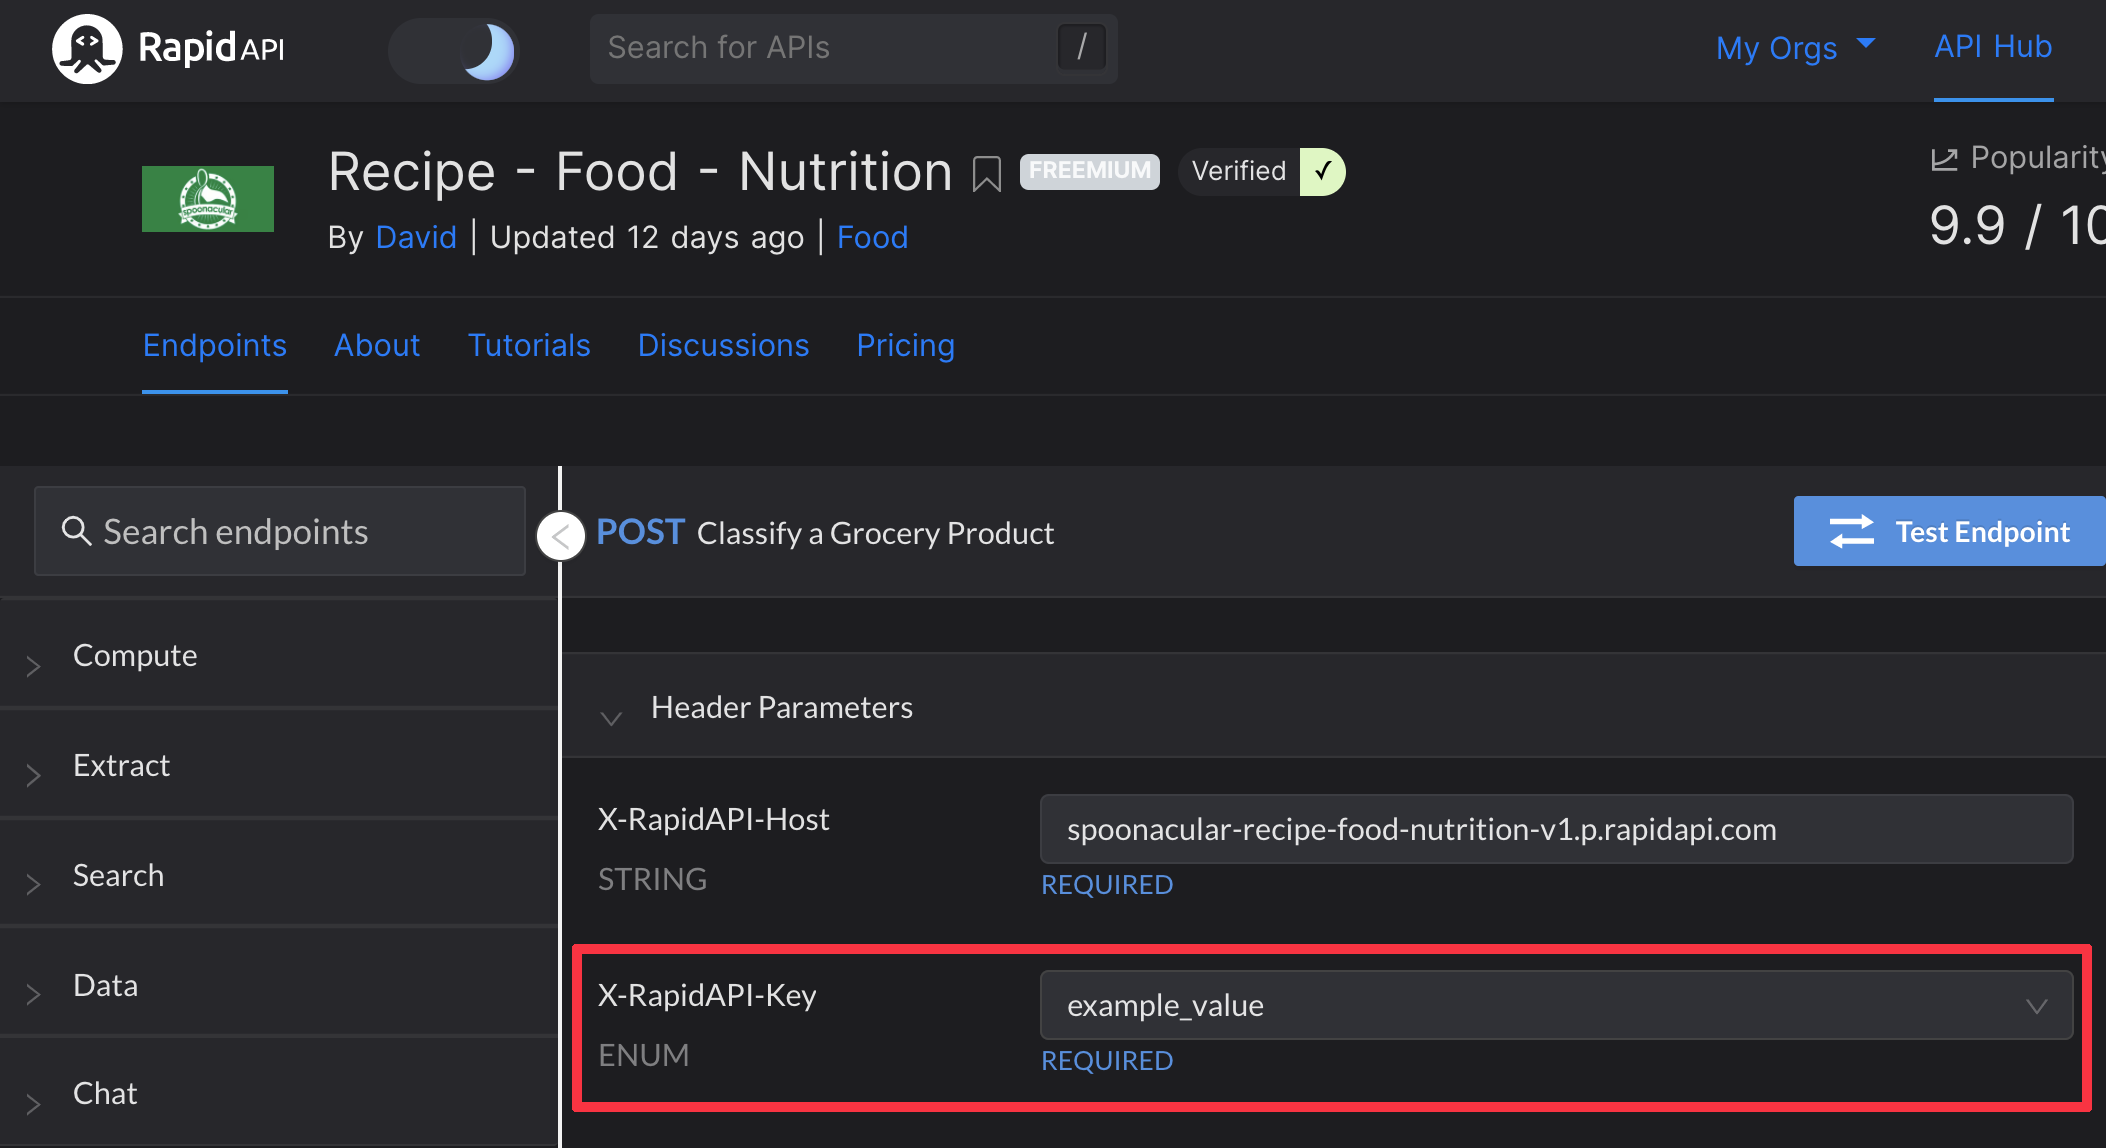 Rapid API
Search for APIs
/
My Orgs
API Hub
Recipe - Food - Nutrition
FREEMIUM
Verified ✓
spoonacular
By David | Updated 12 days ago | Food
Popularity
9.9 / 10
Endpoints
About
Tutorials
Discussions
Pricing
Search endpoints
Compute
Extract
Search
Data
Chat
POST Classify a Grocery Product
Test Endpoint
Header Parameters
X-RapidAPI-Host
STRING
spoonacular-recipe-food-nutrition-v1.p.rapidapi.com
REQUIRED
X-RapidAPI-Key
ENUM
example_value
REQUIRED